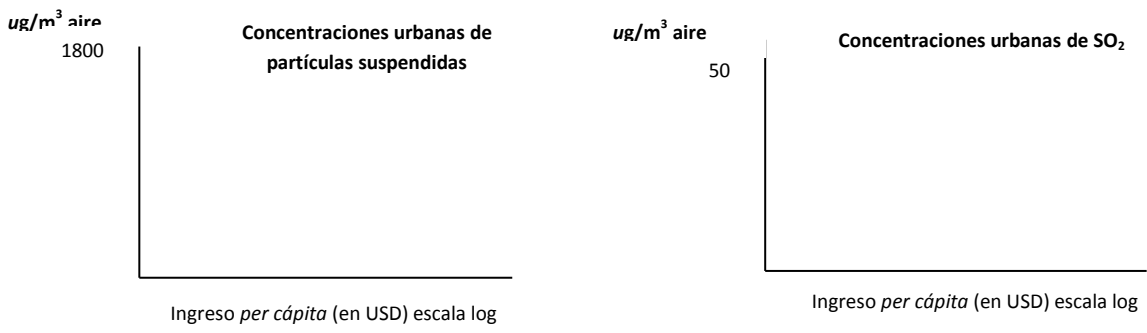 ug/m³ aire
1800
Concentraciones urbanas de
partículas suspendidas
Ingreso per cápita (en USD) escala log
ug/m³ aire
50
Concentraciones urbanas de SO₂
Ingreso per cápita (en USD) escala log